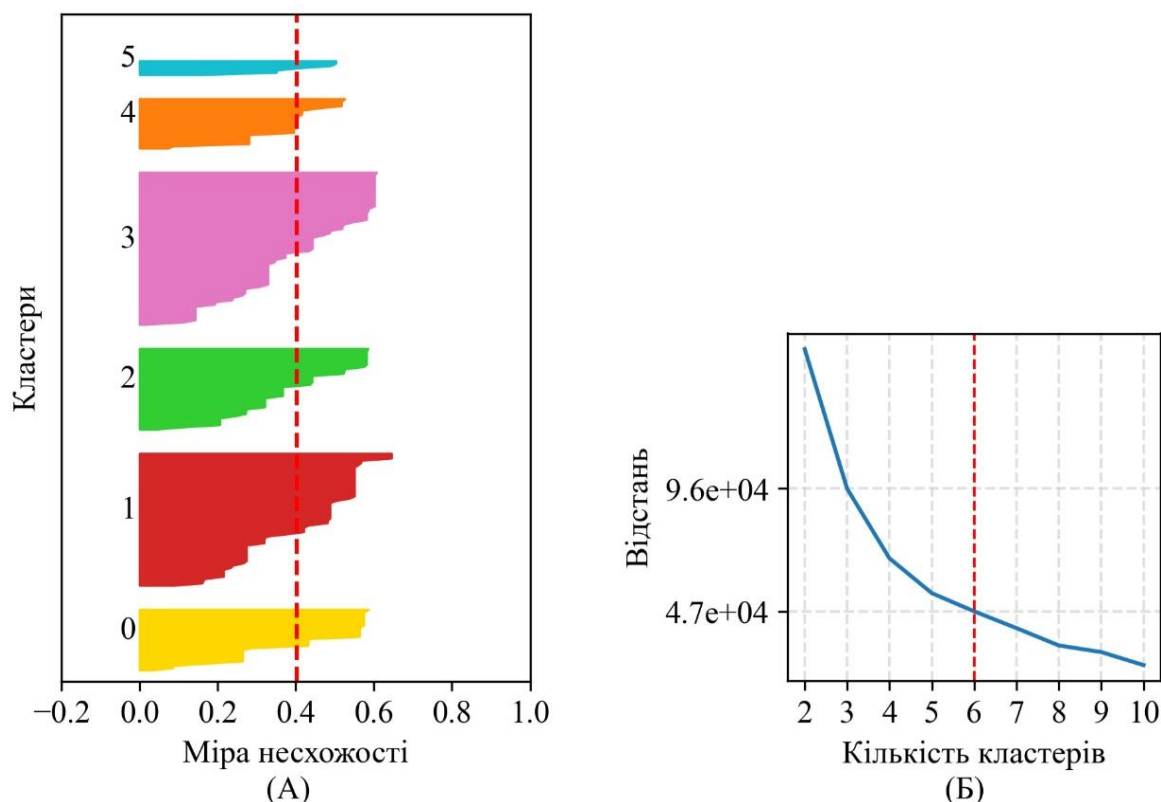 Кластери
5
4
3
2
1
0
−0.2 0.0 0.2 0.4 0.6 0.8 1.0
Міра несхожості
(А)
Відстань
9.6e+04
4.7e+04
2 3 4 5 6 7 8 9 10
Кількість кластерів
(Б)